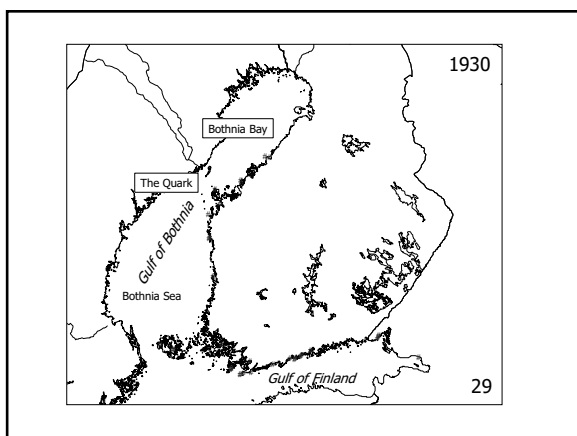 1930
Bothnia Bay
The Quark
Gulf of Bothnia
Bothnia Sea
Gulf of Finland
29